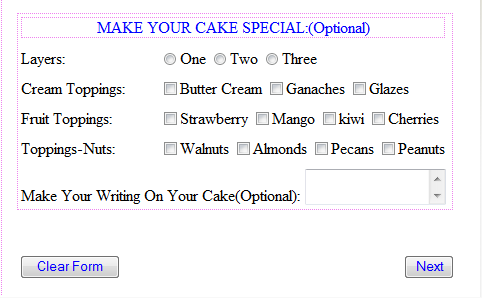 MAKE YOUR CAKE SPECIAL:(Optional)
Layers: One Two Three
Cream Toppings: Butter Cream Ganaches Glazes
Fruit Toppings: Strawberry Mango kiwi Cherries
Toppings-Nuts: Walnuts Almonds Pecans Peanuts
Make Your Writing On Your Cake(Optional):
Clear Form Next